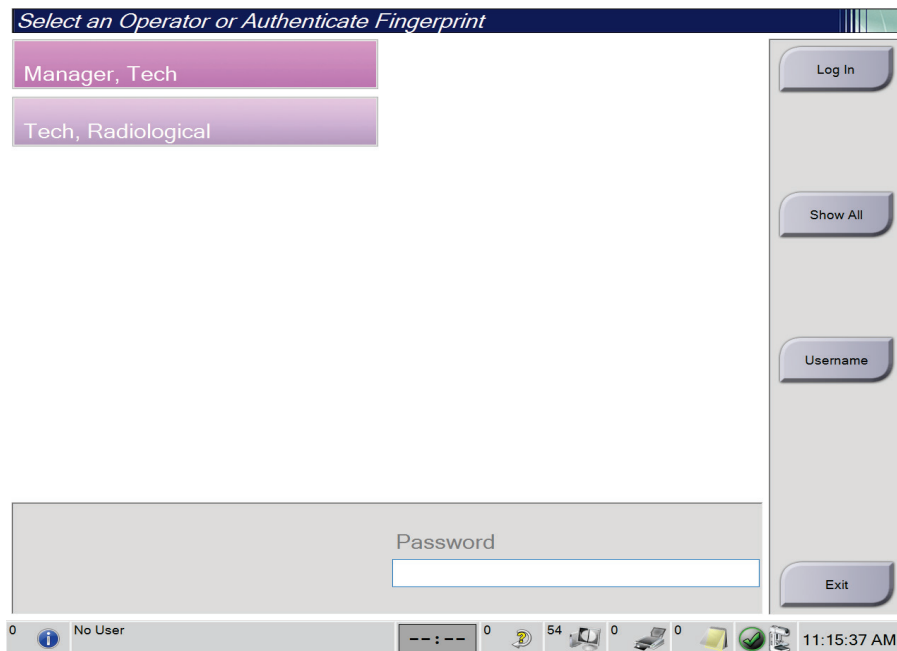 Select an Operator or Authenticate Fingerprint
Manager, Tech
Log In
Tech, Radiological
Show All
Username
Password
Exit
0 No User --:-- 0 54 0 0 11:15:37 AM